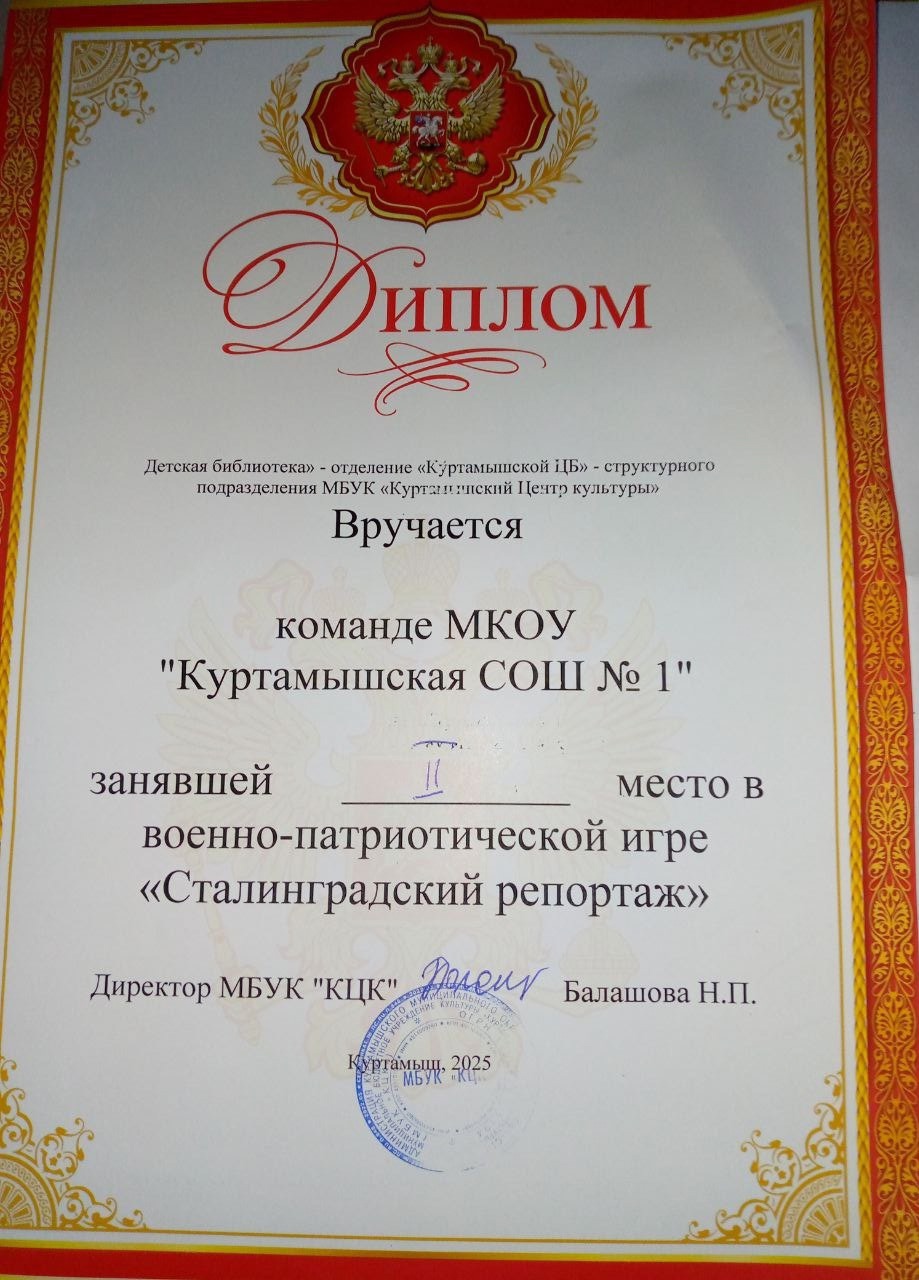 Диплом
Детская библиотека» - отделение «Куртамышской ЦБ» - структурного
подразделения МБУК «Куртамышский Центр культуры»
Вручается
команде МКОУ
"Куртамышская СОШ № 1"
занявшей II место в
военно-патриотической игре
«Сталинградский репортаж»
Директор МБУК "КЦК" Балашова Н.П.
Куртамыш, 2025
МБУК "КЦ